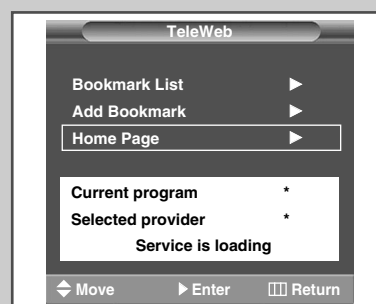 TeleWeb
Bookmark List
Add Bookmark
Home Page
Current program *
Selected provider *
Service is loading
Move Enter Return